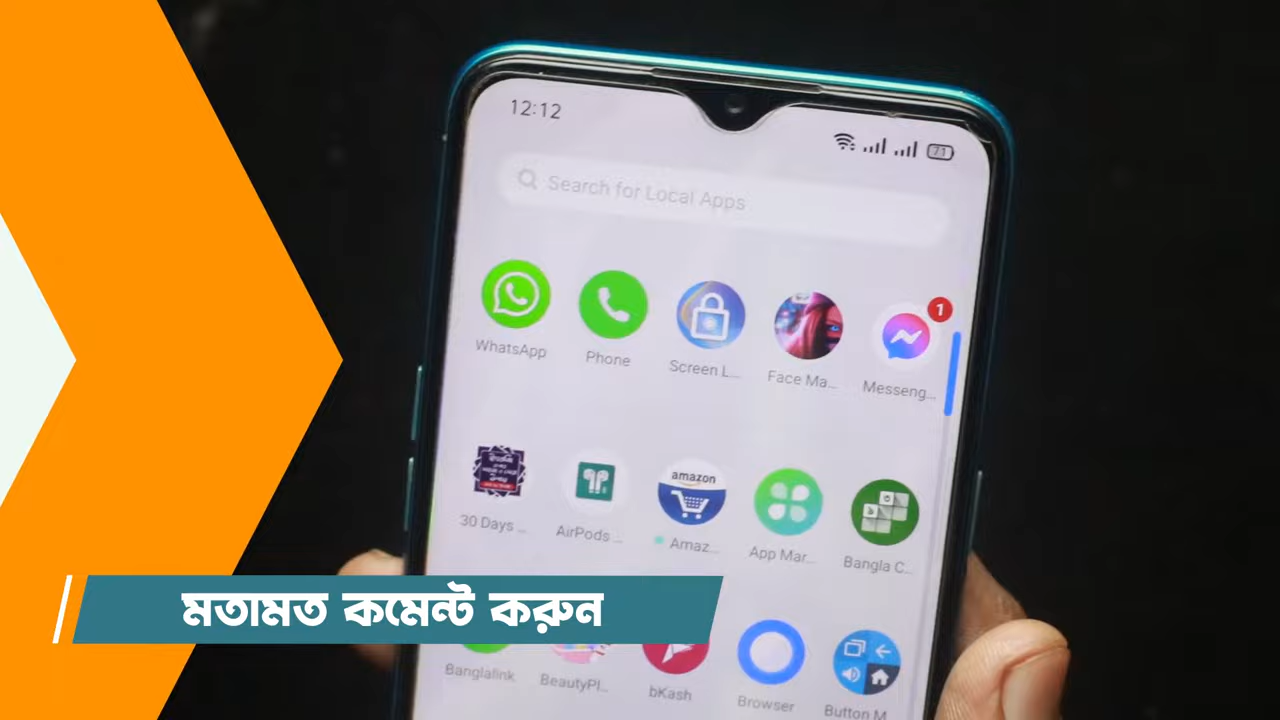 12:12
71
Search for Local Apps
1
WhatsApp
Phone
Screen L...
Face Ma...
Messeng...
amazon
30 Days ...
AirPods ...
Amaz...
App Mar...
Bangla C...
মতামত কমেন্ট করুন
Banglalink
BeautyPl...
bKash
Browser
Button M